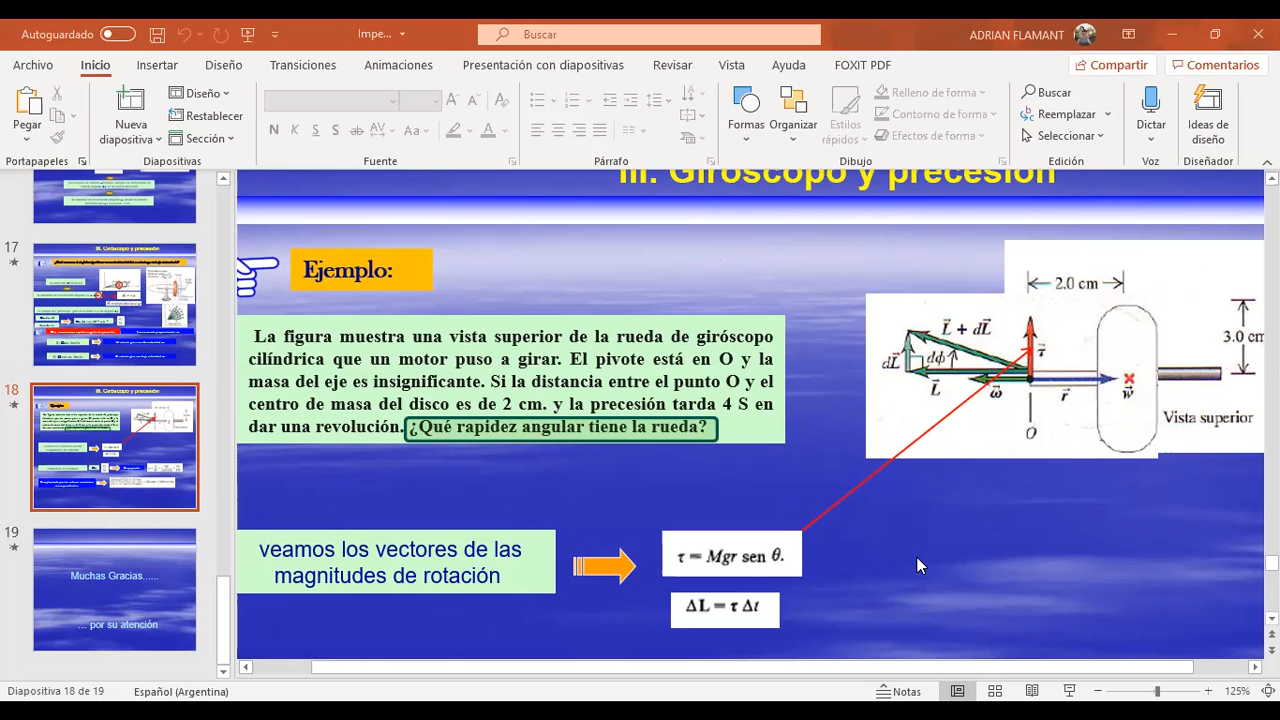 Autoguardado
Impe...
Buscar
ADRIAN FLAMANT
Archivo
Inicio
Insertar
Diseño
Transiciones
Animaciones
Presentación con diapositivas
Revisar
Vista
Ayuda
FOXIT PDF
Compartir
Comentarios
Pegar
Nueva
diapositiva
Diseño
Restablecer
Sección
N K S S ab AV Aa A
Formas
Organizar
Estilos
rápidos
Relleno de forma
Contorno de forma
Efectos de forma
Buscar
Reemplazar
Seleccionar
Dictar
Ideas de
diseño
Portapapeles
Diapositivas
Fuente
Párrafo
Dibujo
Edición
Voz
Diseñador
17
18
19
Muchas Gracias......
... por su atención
III. Giróscopo y precesión
Ejemplo:
La figura muestra una vista superior de la rueda de giróscopo
cilíndrica que un motor puso a girar. El pivote está en O y la
masa del eje es insignificante. Si la distancia entre el punto O y el
centro de masa del disco es de 2 cm. y la precesión tarda 4 S en
dar una revolución. ¿Qué rapidez angular tiene la rueda?
2.0 cm
3.0 cm
L⃗ + dL⃗
dL⃗
dϕ
τ⃗
L⃗
ω⃗
r⃗
w⃗
O
Vista superior
veamos los vectores de las
magnitudes de rotación
τ = Mgr sen θ.
ΔL = τ Δt
Diapositiva 18 de 19
Español (Argentina)
Notas
125%